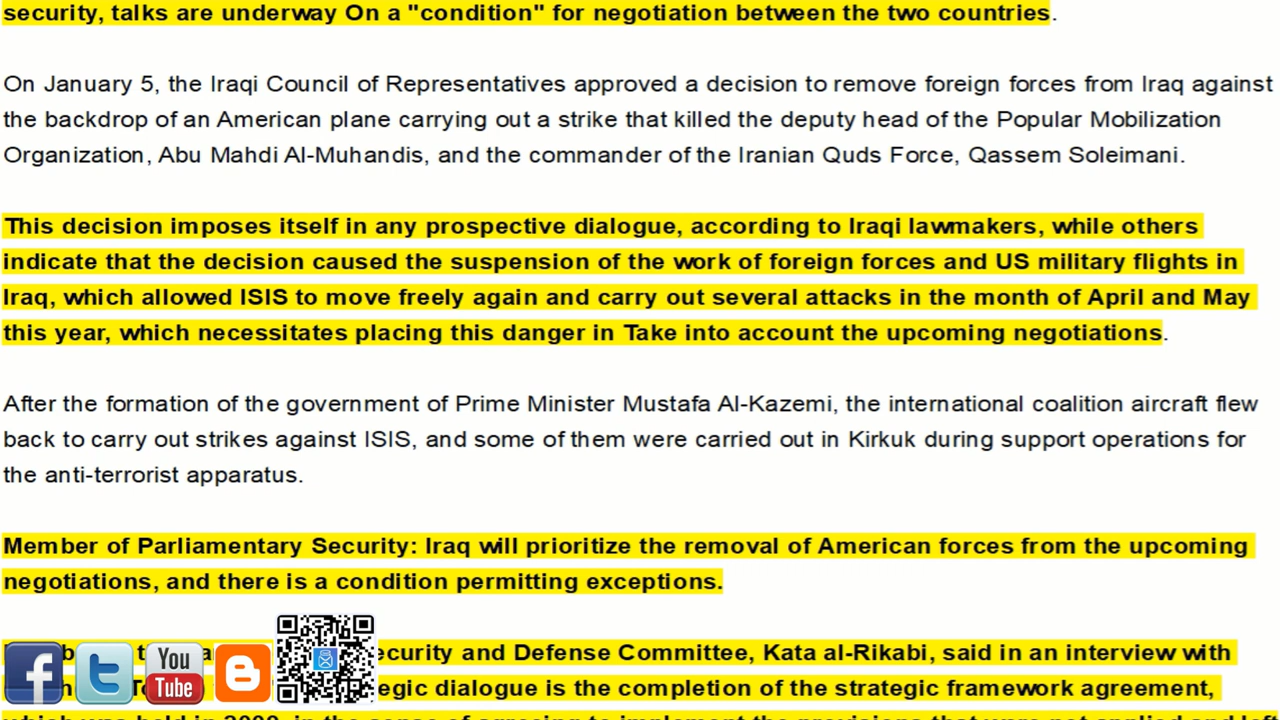 security, talks are underway On a "condition" for negotiation between the two countries.
On January 5, the Iraqi Council of Representatives approved a decision to remove foreign forces from Iraq against
the backdrop of an American plane carrying out a strike that killed the deputy head of the Popular Mobilization
Organization, Abu Mahdi Al-Muhandis, and the commander of the Iranian Quds Force, Qassem Soleimani.
This decision imposes itself in any prospective dialogue, according to Iraqi lawmakers, while others
indicate that the decision caused the suspension of the work of foreign forces and US military flights in
Iraq, which allowed ISIS to move freely again and carry out several attacks in the month of April and May
this year, which necessitates placing this danger in Take into account the upcoming negotiations.
After the formation of the government of Prime Minister Mustafa Al-Kazemi, the international coalition aircraft flew
back to carry out strikes against ISIS, and some of them were carried out in Kirkuk during support operations for
the anti-terrorist apparatus.
Member of Parliamentary Security: Iraq will prioritize the removal of American forces from the upcoming
negotiations, and there is a condition permitting exceptions.
and Defense Committee, Kata al-Rikabi, said in an interview with
dialogue is the completion of the strategic framework agreement,
You
Tube